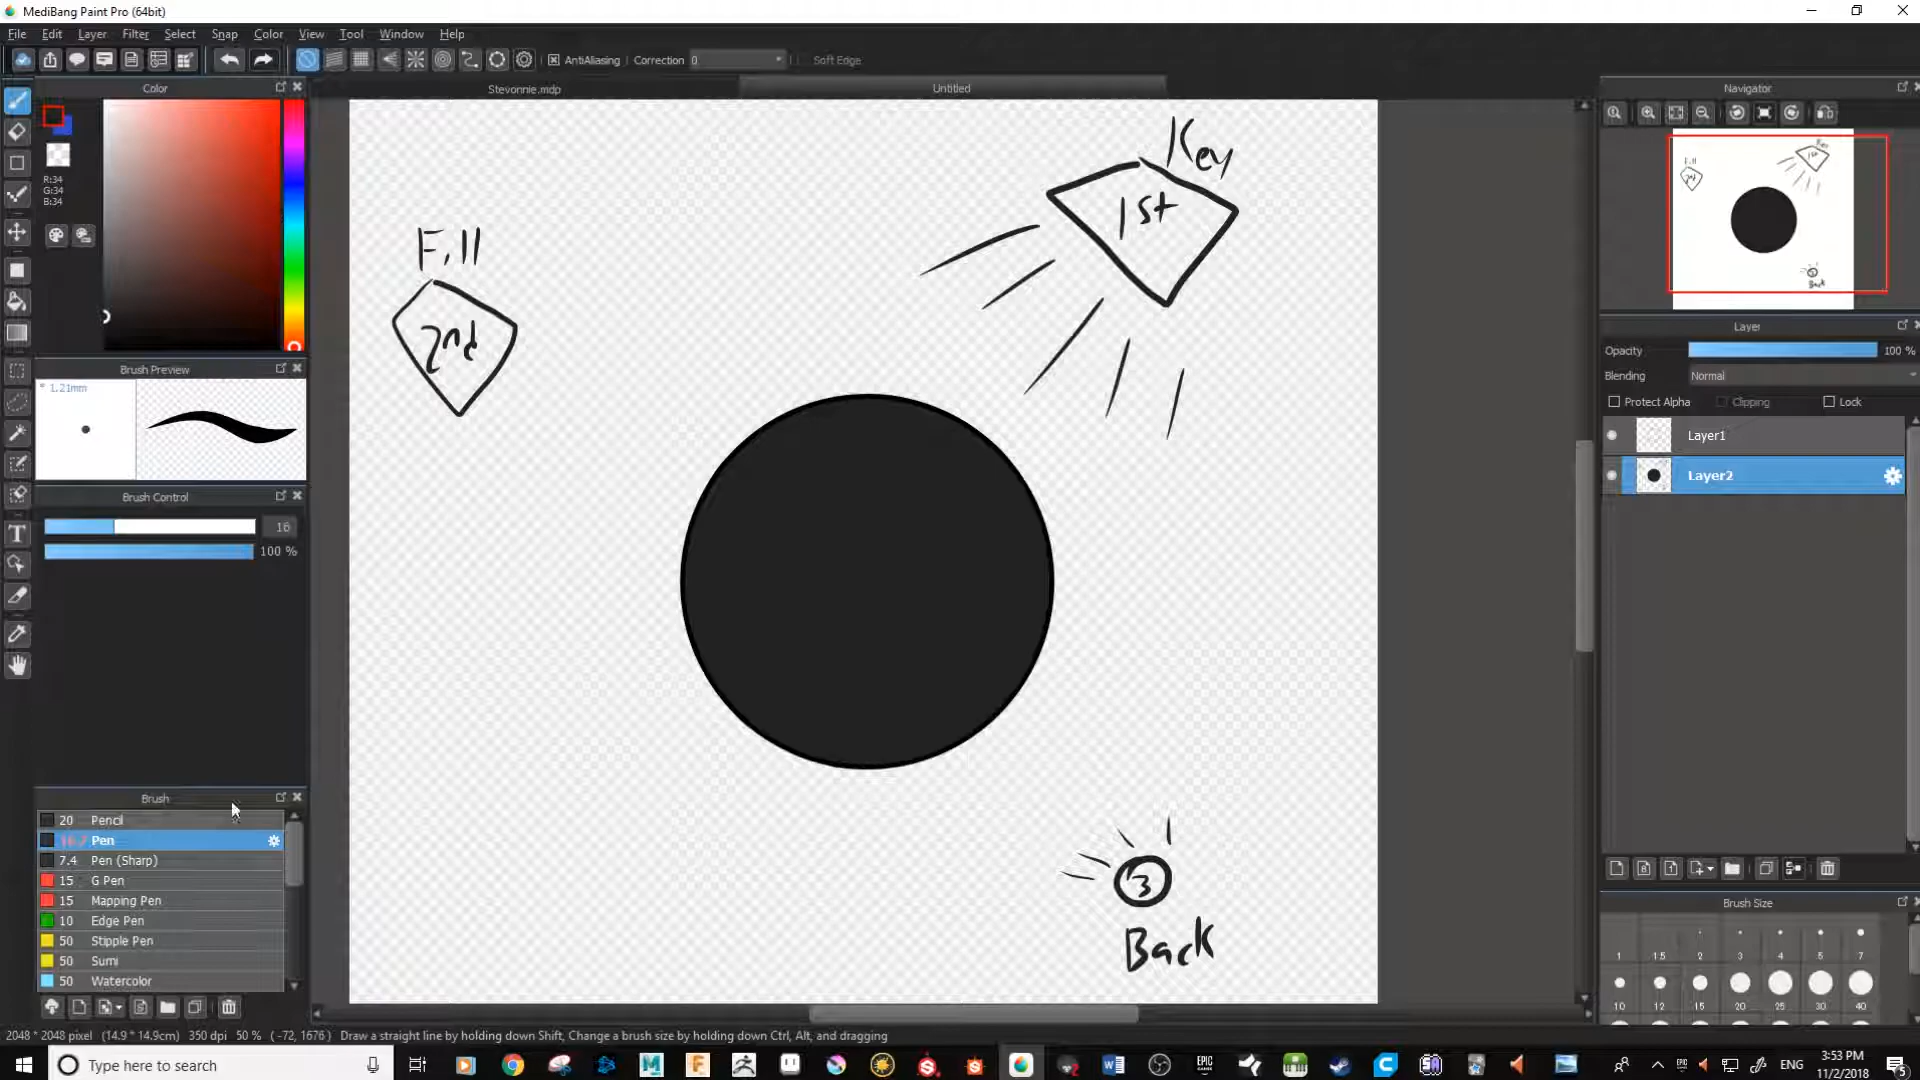 MediBang Paint Pro (64bit)
File Edit Layer Filter Select Snap Color View Tool Window Help
AntiAliasing Correction 0 Soft Edge
Color
Stevonnie.mdp
Untitled
Navigator
R:34
G:34
B:34
Key
1st
Fill
2nd
3
Back
Brush Preview
1.21mm
Brush Control
16
100 %
Brush
20 Pencil
Pen
7.4 Pen (Sharp)
15 G Pen
15 Mapping Pen
10 Edge Pen
50 Stipple Pen
50 Sumi
50 Watercolor
Layer
Opacity 100 %
Blending Normal
Protect Alpha Clipping Lock
Layer1
Layer2
Brush Size
1 1.5 2 3 4 5 7
10 12 15 20 25 30 40
2048 * 2048 pixel (14.9 * 14.9cm) 350 dpi 50 % (-72, 1676) Draw a straight line by holding down Shift, Change a brush size by holding down Ctrl, Alt, and dragging
Type here to search
ENG
3:53 PM
11/2/2018